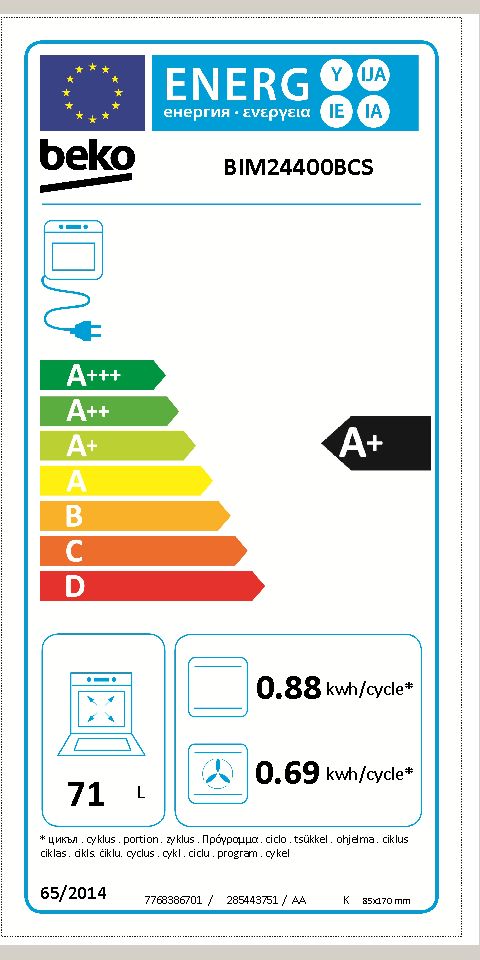 ENERG Y IJA
енергия · ενεργεια IE IA
beko
BIM24400BCS
A+++
A++
A+
A+
A
B
C
D
0.88 kwh/cycle*
0.69 kwh/cycle*
71 L
* цикъл . cyklus . portion . zyklus . Πρόγραμμα . ciclo . tsükkel . ohjelma . ciklus
ciklas . cikls. ċiklu. cyclus . cykl . ciclu . program . cykel
65/2014
7768386701 / 285443751 / AA K 85x170 mm